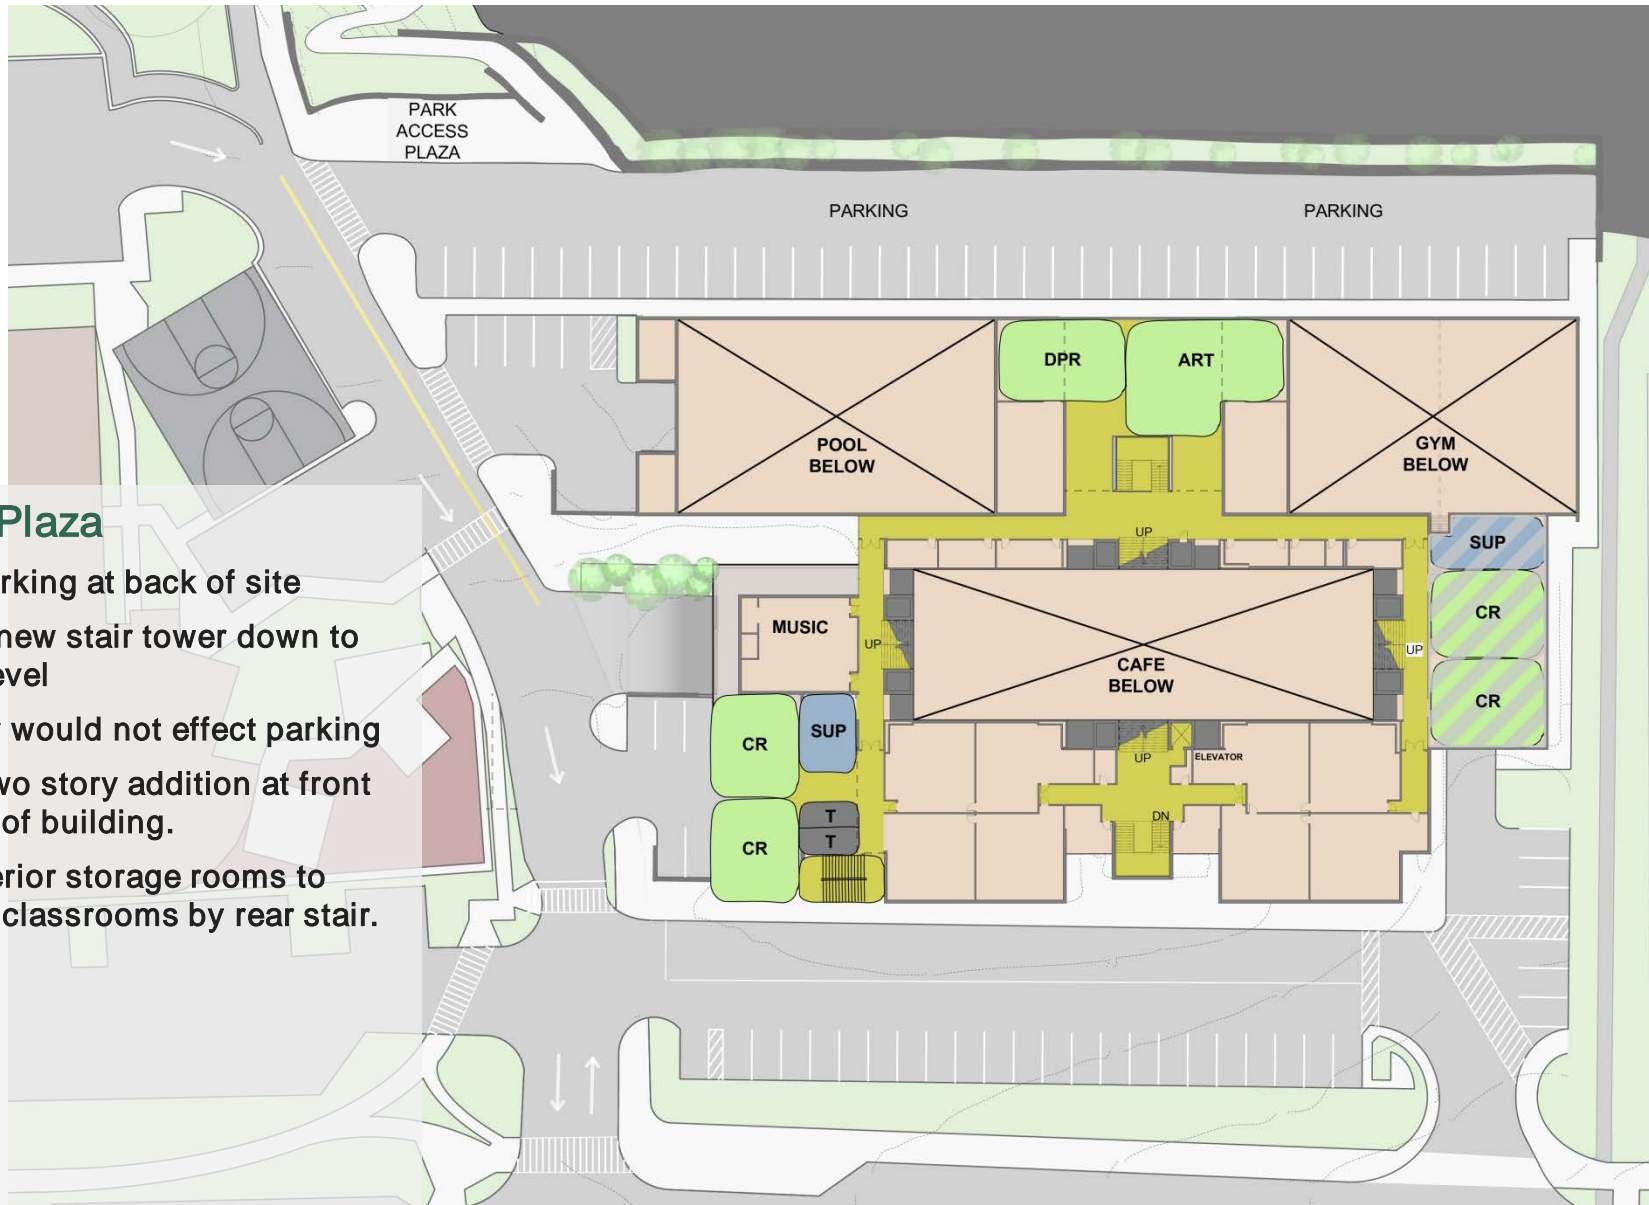 PARK
ACCESS
PLAZA
PARKING
PARKING
DPR
ART
POOL
BELOW
GYM
BELOW
Plaza
rking at back of site
new stair tower down to
evel
would not effect parking
wo story addition at front
of building.
erior storage rooms to
classrooms by rear stair.
UP
SUP
MUSIC
UP
CR
UP
CAFE
BELOW
CR
CR
SUP
UP
ELEVATOR
T
T
DN
CR